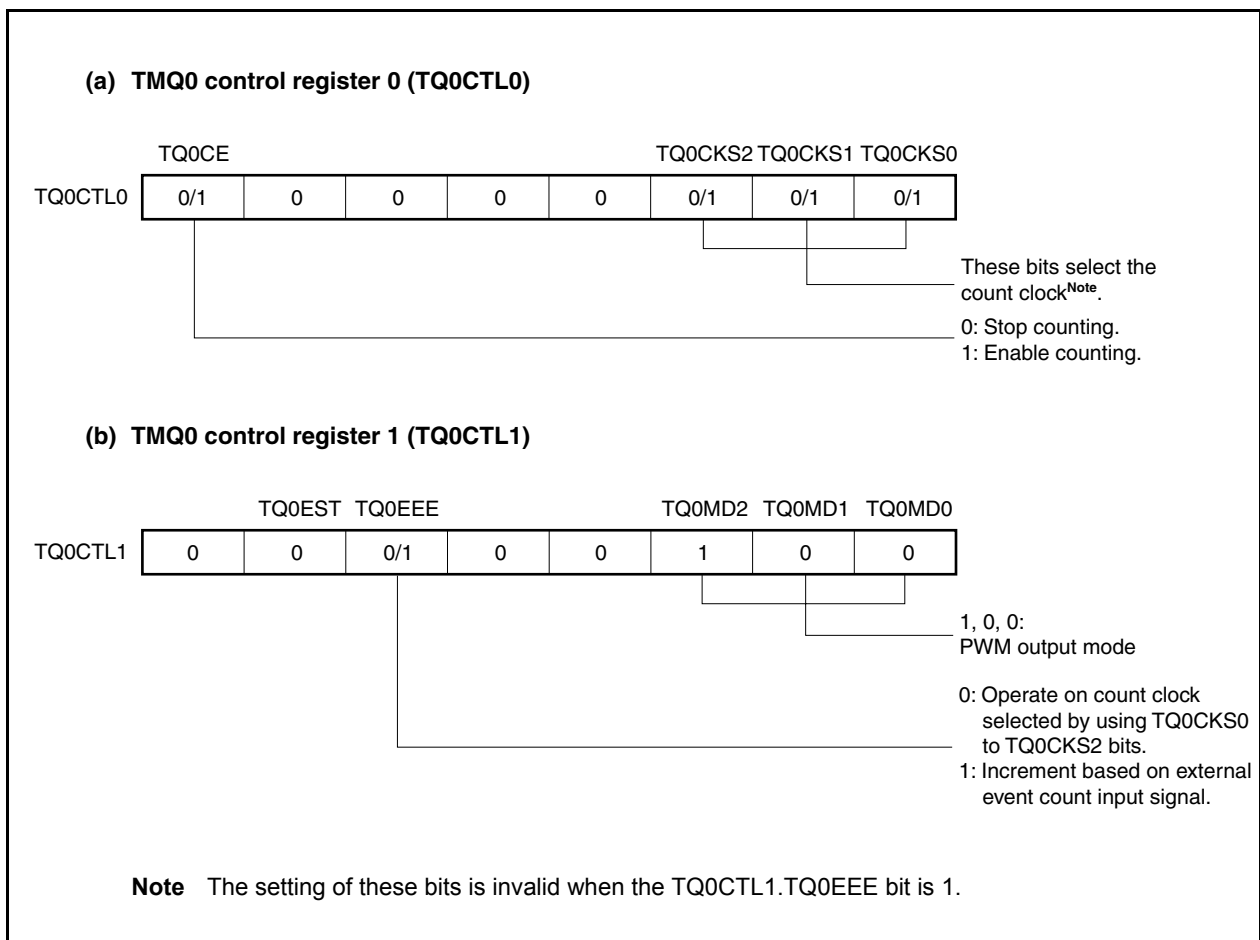 (a) TMQ0 control register 0 (TQ0CTL0)
TQ0CE TQ0CKS2 TQ0CKS1 TQ0CKS0
TQ0CTL0 0/1 0 0 0 0 0/1 0/1 0/1
These bits select the
count clockNote.
0: Stop counting.
1: Enable counting.
(b) TMQ0 control register 1 (TQ0CTL1)
TQ0EST TQ0EEE TQ0MD2 TQ0MD1 TQ0MD0
TQ0CTL1 0 0 0/1 0 0 1 0 0
1, 0, 0:
PWM output mode
0: Operate on count clock
selected by using TQ0CKS0
to TQ0CKS2 bits.
1: Increment based on external
event count input signal.
Note The setting of these bits is invalid when the TQ0CTL1.TQ0EEE bit is 1.